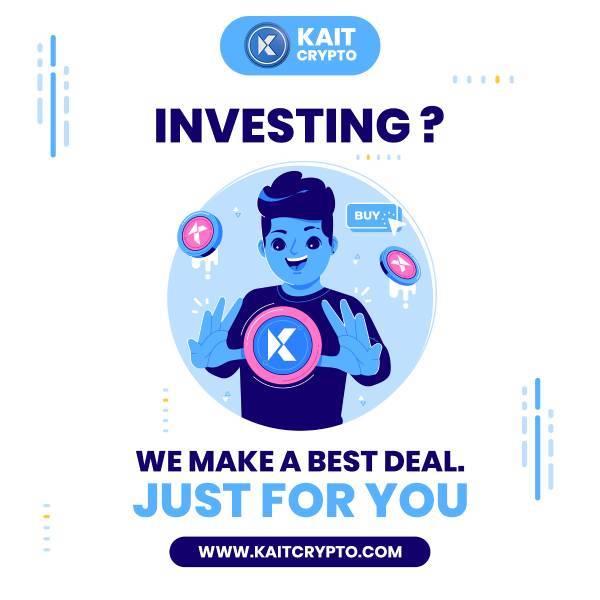 KAIT
CRYPTO
INVESTING ?
BUY
WE MAKE A BEST DEAL.
JUST FOR YOU
WWW.KAITCRYPTO.COM